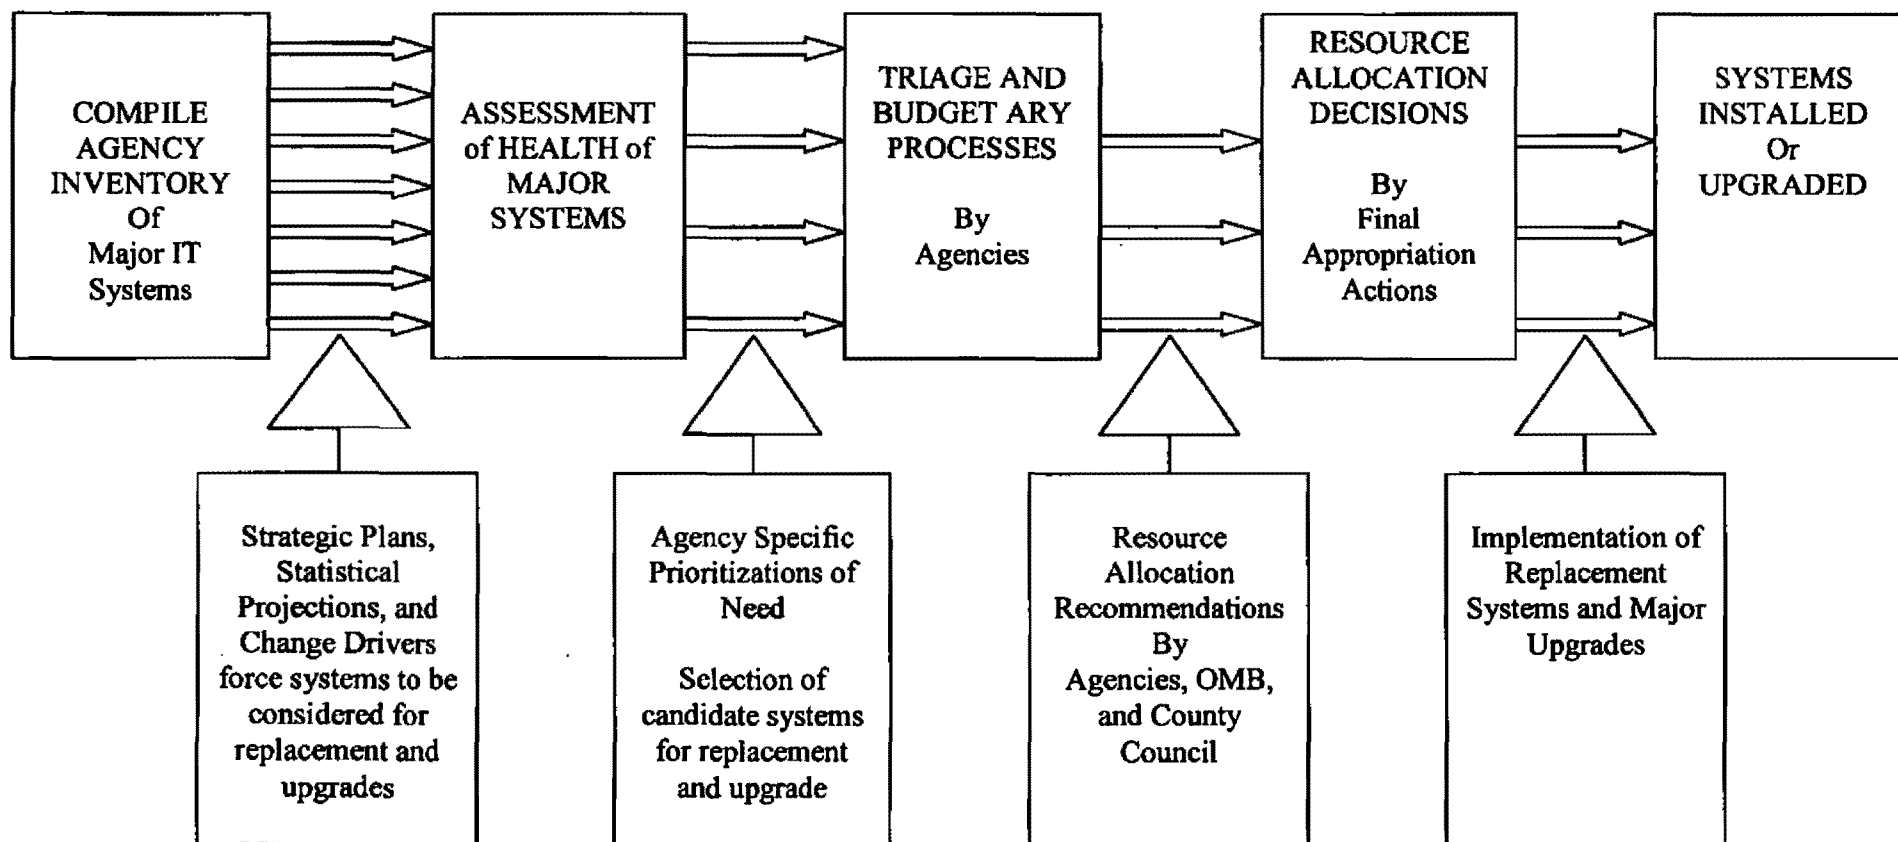 COMPILE
AGENCY
INVENTORY
Of
Major IT
Systems
ASSESSMENT
of HEALTH of
MAJOR
SYSTEMS
TRIAGE AND
BUDGET ARY
PROCESSES
By
Agencies
RESOURCE
ALLOCATION
DECISIONS
By
Final
Appropriation
Actions
SYSTEMS
INSTALLED
Or
UPGRADED
Strategic Plans,
Statistical
Projections, and
Change Drivers
force systems to be
considered for
replacement and
upgrades
Agency Specific
Prioritizations of
Need
Selection of
candidate systems
for replacement
and upgrade
Resource
Allocation
Recommendations
By
Agencies, OMB,
and County
Council
Implementation of
Replacement
Systems and Major
Upgrades